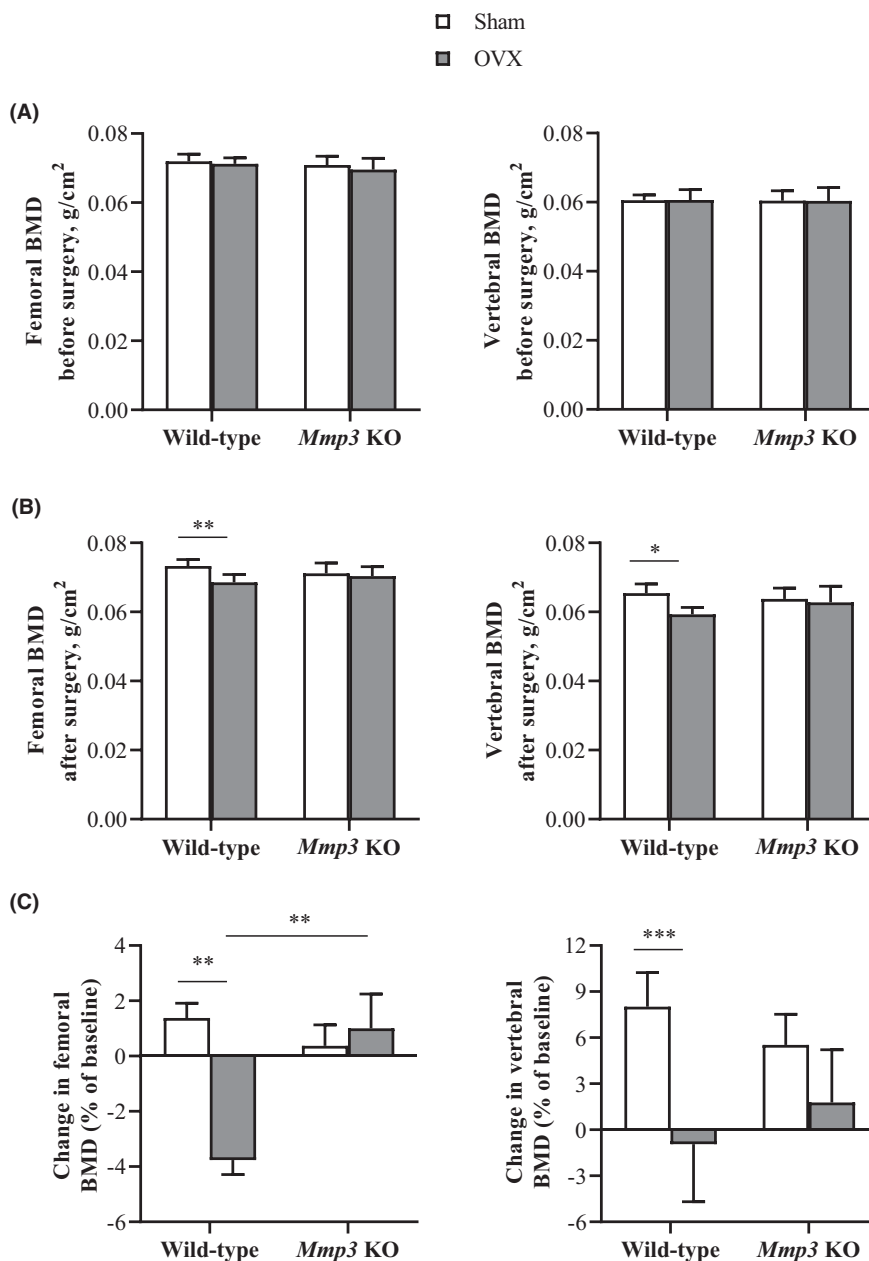 Sham
OVX
(A)
Femoral BMD
before surgery, g/cm²
0.08
0.06
0.04
0.02
0.00
Wild-type
Mmp3 KO
Vertebral BMD
before surgery, g/cm²
0.08
0.06
0.04
0.02
0.00
Wild-type
Mmp3 KO
(B)
Femoral BMD
after surgery, g/cm²
0.08
0.06
0.04
0.02
0.00
**
Wild-type
Mmp3 KO
Vertebral BMD
after surgery, g/cm²
0.08
0.06
0.04
0.02
0.00
*
Wild-type
Mmp3 KO
(C)
Change in femoral
BMD (% of baseline)
4
2
0
-2
-4
-6
**
**
Wild-type
Mmp3 KO
Change in vertebral
BMD (% of baseline)
12
9
6
3
0
-3
-6
***
Wild-type
Mmp3 KO